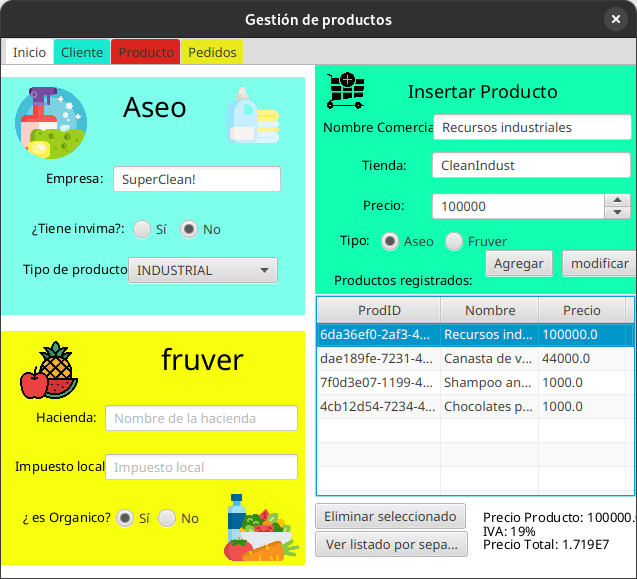 Gestión de productos
Inicio Cliente Producto Pedidos
Aseo
Empresa: SuperClean!
¿Tiene invima?: Sí No
Tipo de producto INDUSTRIAL
fruver
Hacienda: Nombre de la hacienda
Impuesto local Impuesto local
¿ es Organico? Sí No
Insertar Producto
Nombre Comercia Recursos industriales
Tienda: CleanIndust
Precio: 100000
Tipo: Aseo Fruver
Agregar modificar
Productos registrados:
ProdID Nombre Precio
6da36ef0-2af3-4... Recursos ind... 100000.0
dae189fe-7231-4... Canasta de v... 44000.0
7f0d3e07-1199-4... Shampoo an... 1000.0
4cb12d54-7234-4... Chocolates p... 1000.0
Eliminar seleccionado
Ver listado por sepa...
Precio Producto: 100000.
IVA: 19%
Precio Total: 1.719E7